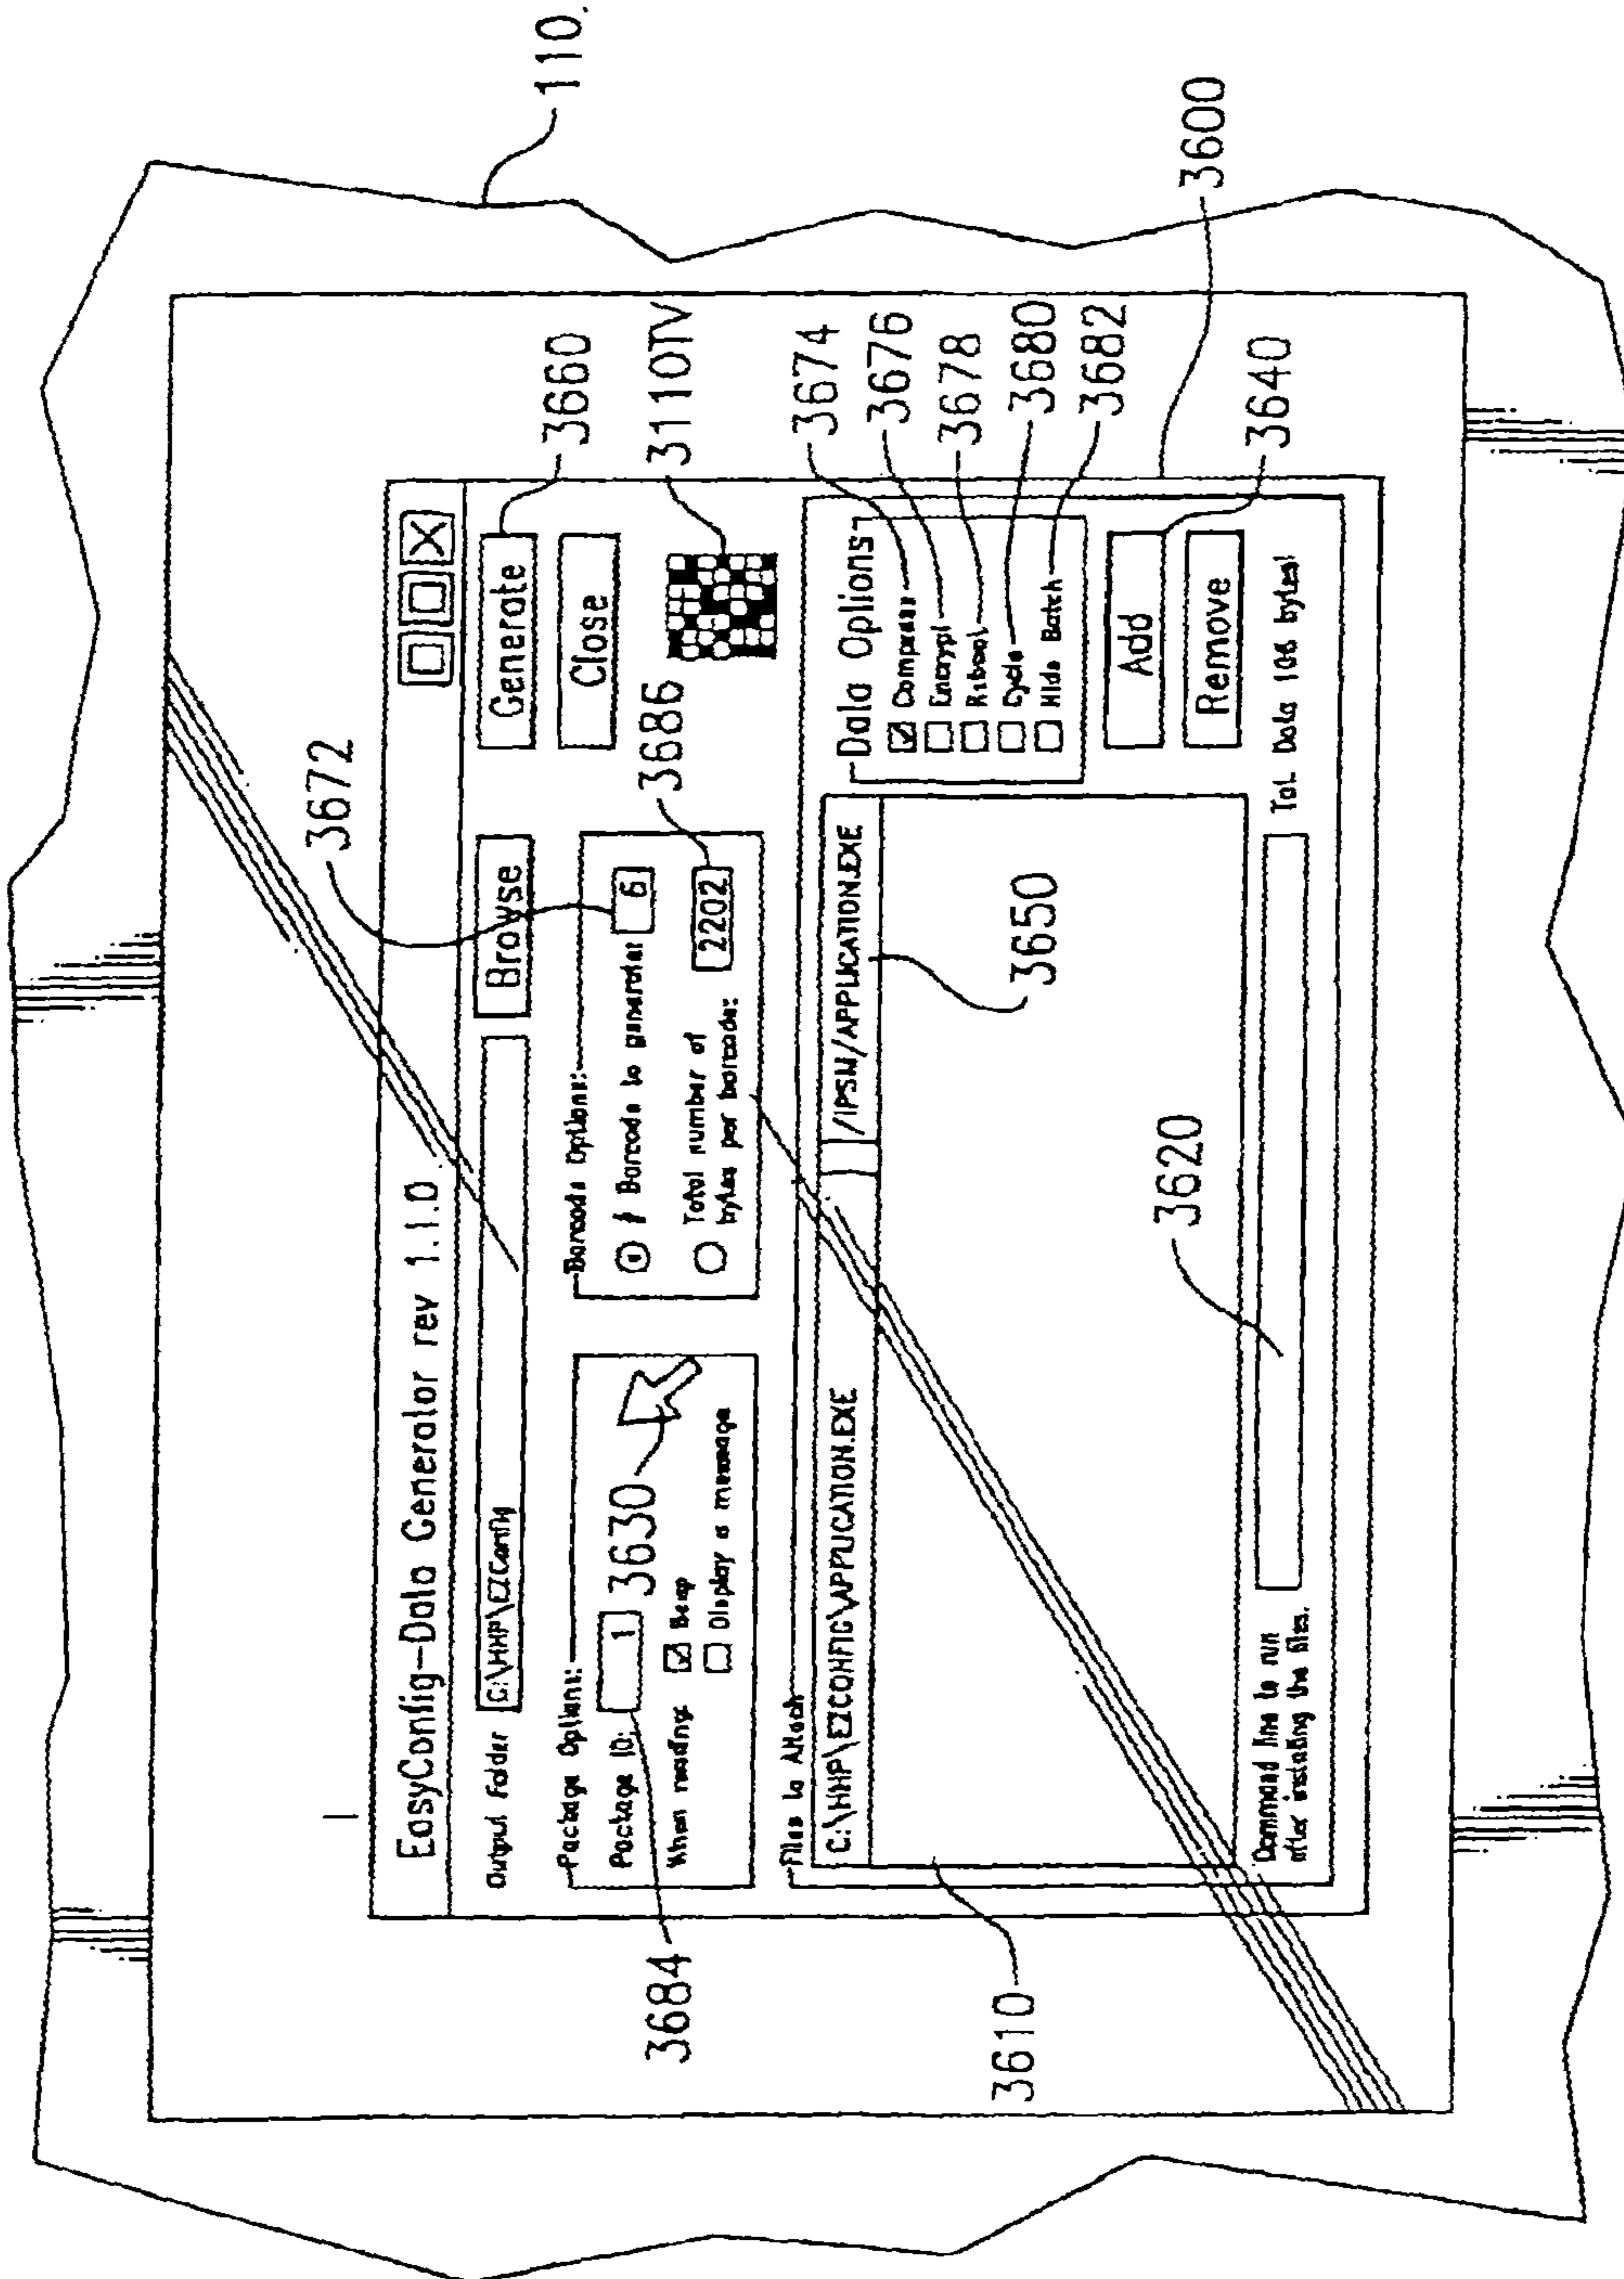 110
EasyConfig-Data Generator rev 1.1.0
Output Folder C:\HHP\EZConfig Browse Generate
3660
Close
3672
Package Options:
Package ID: 1
3630
When reading: Beep
Display a message
3684
Barcode Options:
# Barcode to generate: 6
Total number of
bytes per barcode: 2202
3686
3110TV
Files to Attach
C:\HHP\EZCONFIG\APPLICATION.EXE /IPSM/APPLICATION.EXE
3610
3650
Data Options
Compress 3674
Encrypt 3676
Reboot 3678
Cycle 3680
Hide Batch 3682
Add
3640
Remove
Command line to run
after installing the files.
3620
Tot. Data 106 bytes!
3600